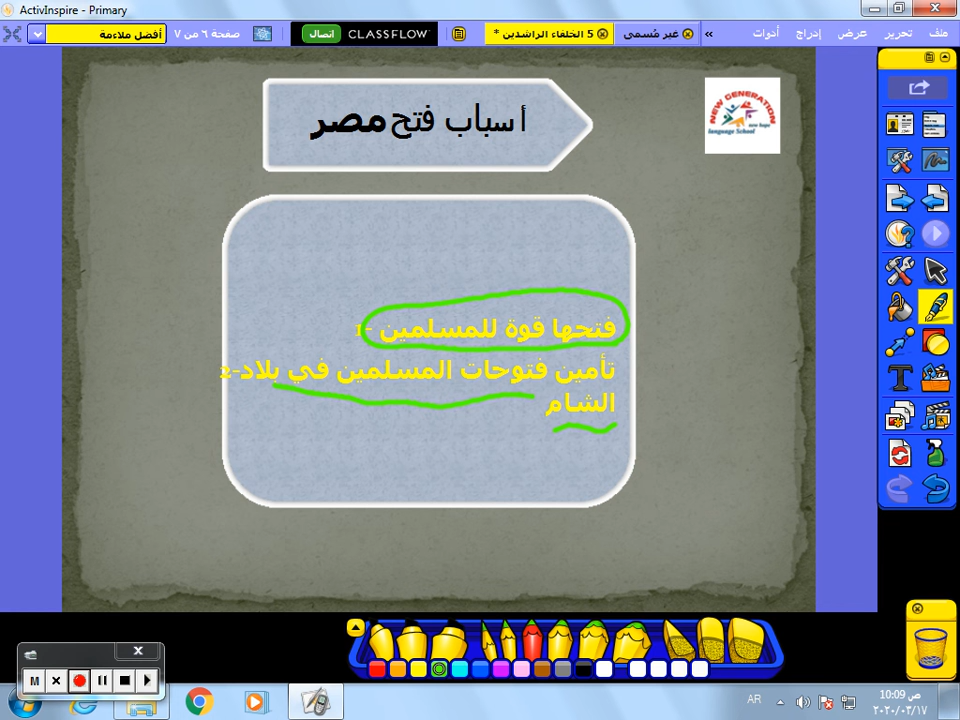 ActivInspire - Primary
ملف تحرير عرض إدراج أدوات
» غير مُسمى 5 الخلفاء الراشدين * CLASSFLOW اتصال صفحة ٦ من ٧ أفضل ملاءمة
أسباب فتح مصر
NEW GENERATION
new hope
language School
1- فتحها قوة للمسلمين
2-تأمين فتوحات المسلمين في بلاد
الشام
M
AR
10:09 ص
٢٠٢٠/٠٣/١٧